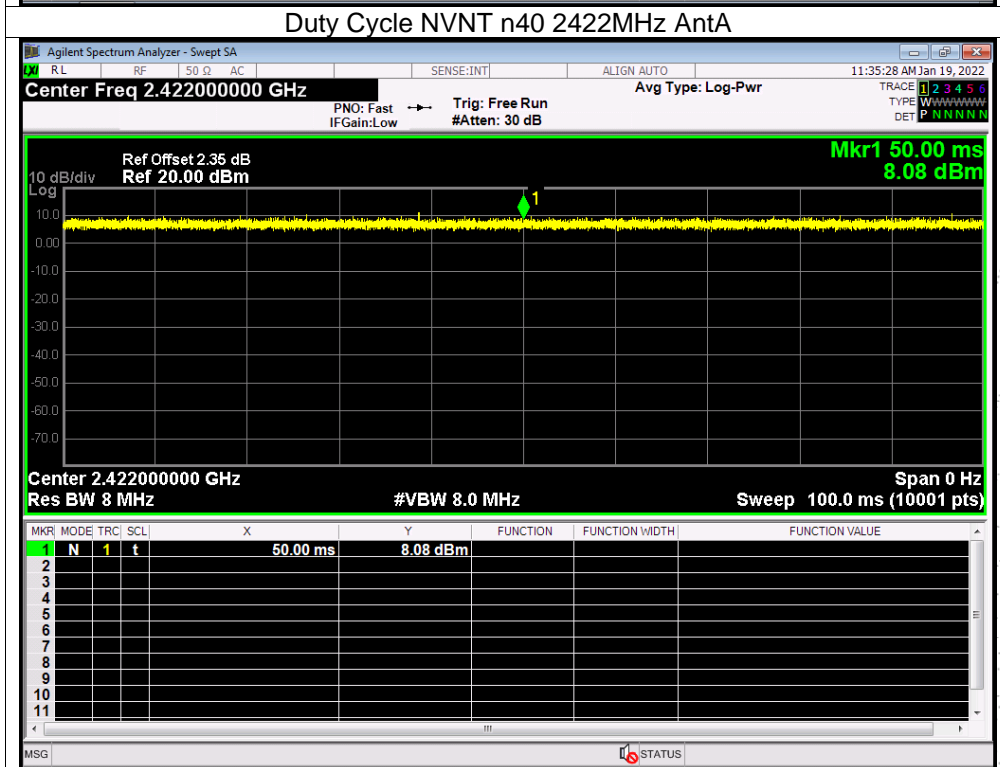 Duty Cycle NVNT n40 2422MHz AntA
Agilent Spectrum Analyzer - Swept SA
LXI RL RF 50 Ω AC SENSE:INT ALIGN AUTO 11:35:28 AM Jan 19, 2022
Center Freq 2.422000000 GHz Avg Type: Log-Pwr TRACE 1 2 3 4 5 6
PNO: Fast Trig: Free Run TYPE WWWWWW
IFGain:Low #Atten: 30 dB DET P N N N N N
Mkr1 50.00 ms
Ref Offset 2.35 dB
10 dB/div Ref 20.00 dBm 8.08 dBm
Log
1
10.0
0.00
-10.0
-20.0
-30.0
-40.0
-50.0
-60.0
-70.0
Center 2.422000000 GHz Span 0 Hz
Res BW 8 MHz #VBW 8.0 MHz Sweep 100.0 ms (10001 pts)
MKR MODE TRC SCL X Y FUNCTION FUNCTION WIDTH FUNCTION VALUE
1 N 1 t 50.00 ms 8.08 dBm
2
3
4
5
6
7
8
9
10
11
MSG STATUS